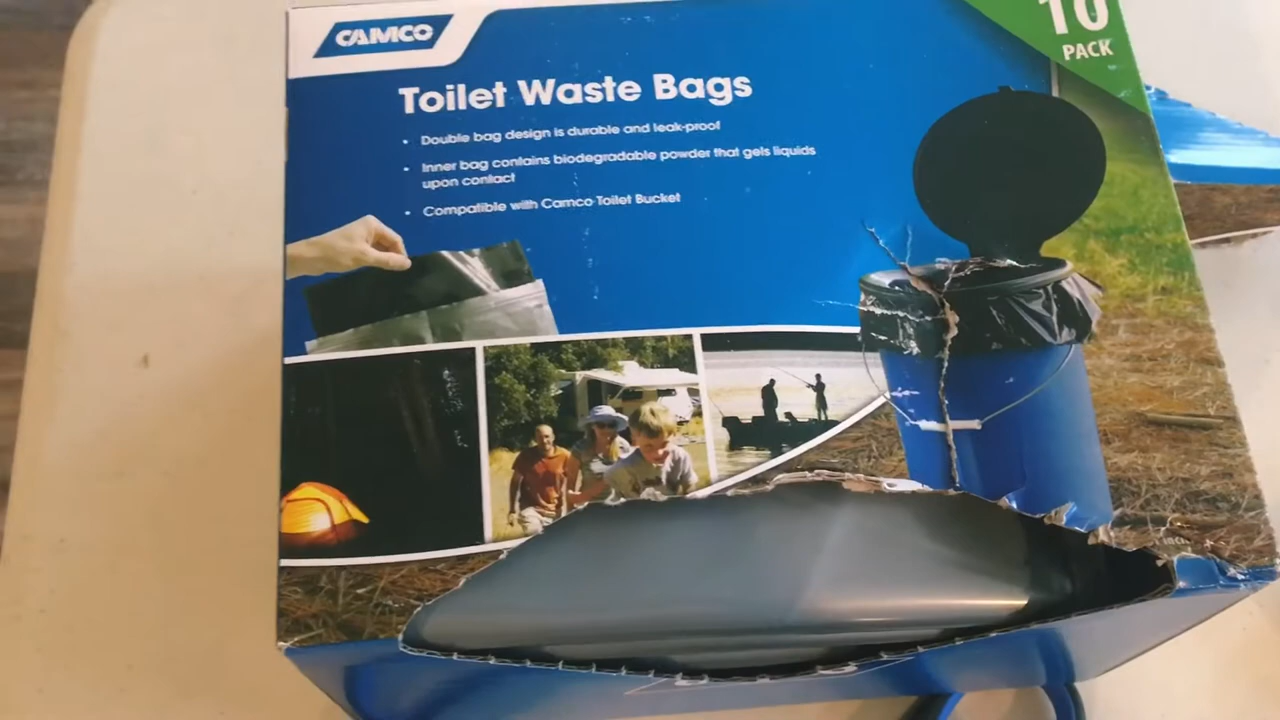 CAMCO
10
PACK
Toilet Waste Bags
• Double bag design is durable and leak-proof
• Inner bag contains biodegradable powder that gels liquids
upon contact
• Compatible with Camco Toilet Bucket